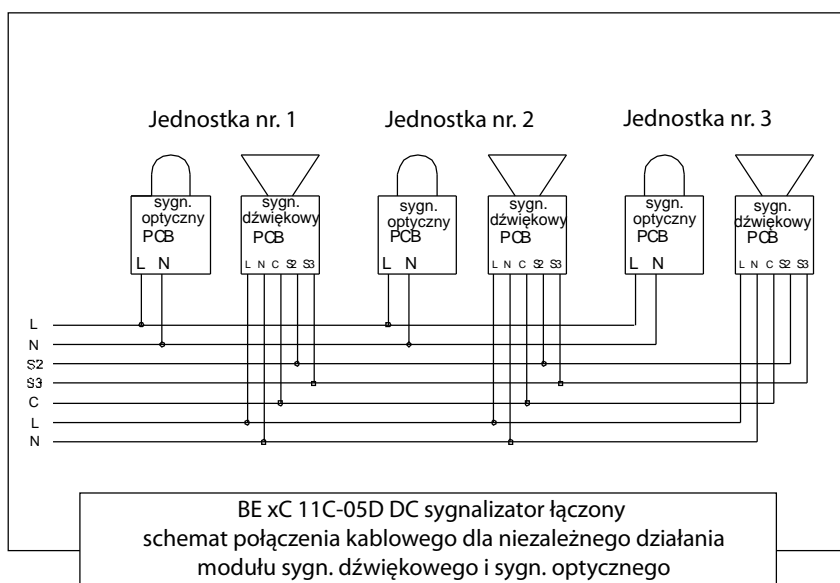 Jednostka nr. 1 Jednostka nr. 2 Jednostka nr. 3
sygn.
optyczny
PCB
L N
sygn.
dźwiękowy
PCB
L N C S2 S3
sygn.
optyczny
PCB
L N
sygn.
dźwiękowy
PCB
L N C S2 S3
sygn.
optyczny
PCB
L N
sygn.
dźwiękowy
PCB
L N C S2 S3
L
N
S2
S3
C
L
N
BE xC 11C-05D DC sygnalizator łączony
schemat połączenia kablowego dla niezależnego działania
modułu sygn. dźwiękowego i sygn. optycznego